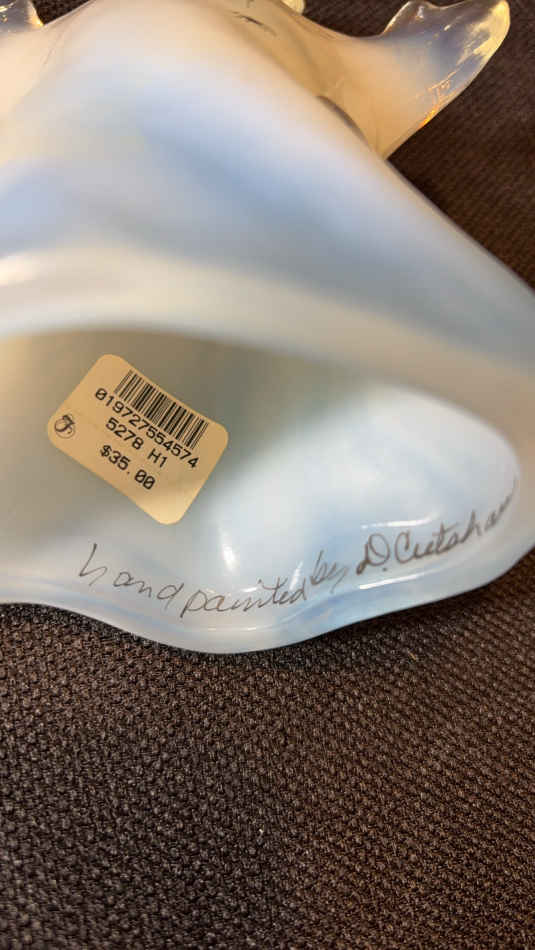 019727554574
5278 H1
$35.00
hand painted by D. Cutshaw